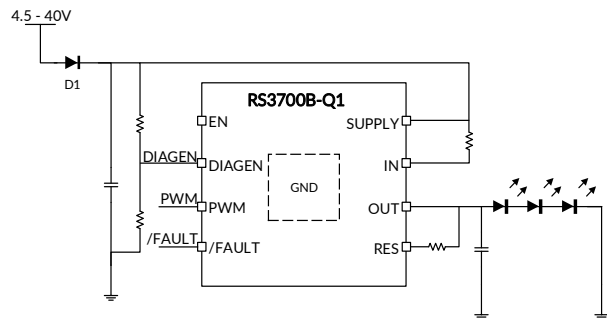 4.5 - 40V
D1
RS3700B-Q1
EN
SUPPLY
DIAGEN
DIAGEN
IN
GND
PWM
PWM
OUT
/FAULT
/FAULT
RES